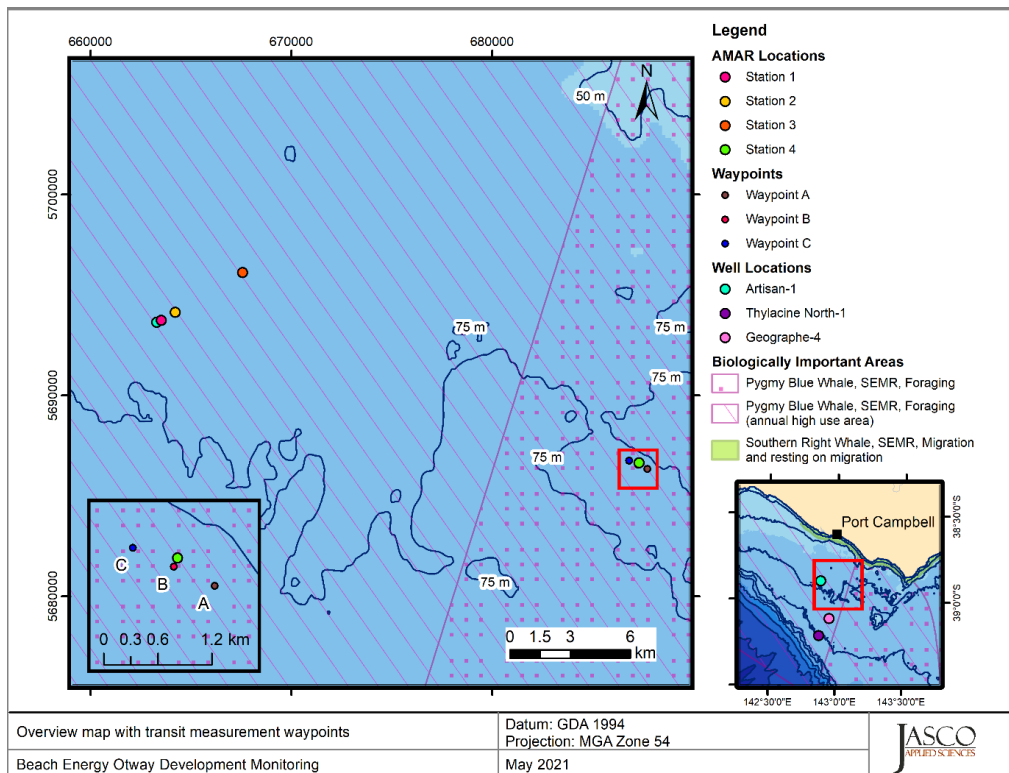 660000
670000
680000
5700000
5690000
5680000
N
50 m
75 m
75 m
75 m
75 m
75 m
C
B
A
0 0.3 0.6 1.2 km
0 1.5 3 6
km
Legend
AMAR Locations
Station 1
Station 2
Station 3
Station 4
Waypoints
Waypoint A
Waypoint B
Waypoint C
Well Locations
Artisan-1
Thylacine North-1
Geographe-4
Biologically Important Areas
Pygmy Blue Whale, SEMR, Foraging
Pygmy Blue Whale, SEMR, Foraging
(annual high use area)
Southern Right Whale, SEMR, Migration
and resting on migration
Port Campbell
38°30'0"S
39°0'0"S
142°30'0"E
143°0'0"E
143°30'0"E
Overview map with transit measurement waypoints
Beach Energy Otway Development Monitoring
Datum: GDA 1994
Projection: MGA Zone 54
May 2021
JASCO
APPLIED SCIENCES